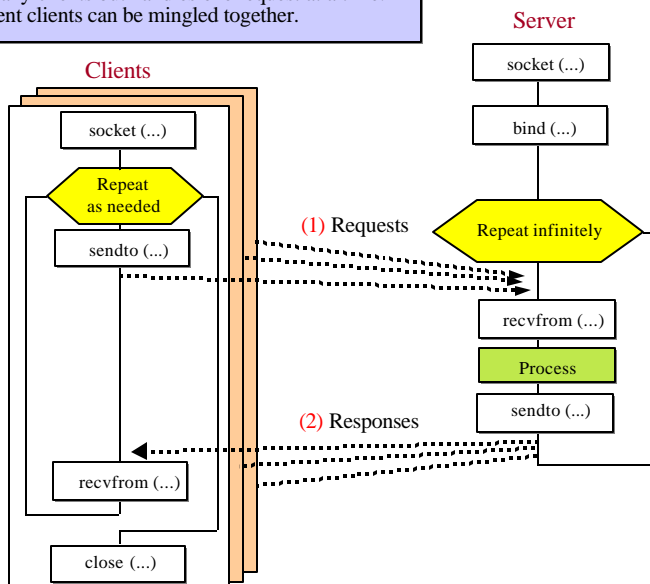 ent clients can be mingled together.
Server
Clients
socket (...)
socket (...)
bind (...)
Repeat
as needed
sendto (...)
(1) Requests
Repeat infinitely
recvfrom (...)
Process
sendto (...)
(2) Responses
recvfrom (...)
close (...)